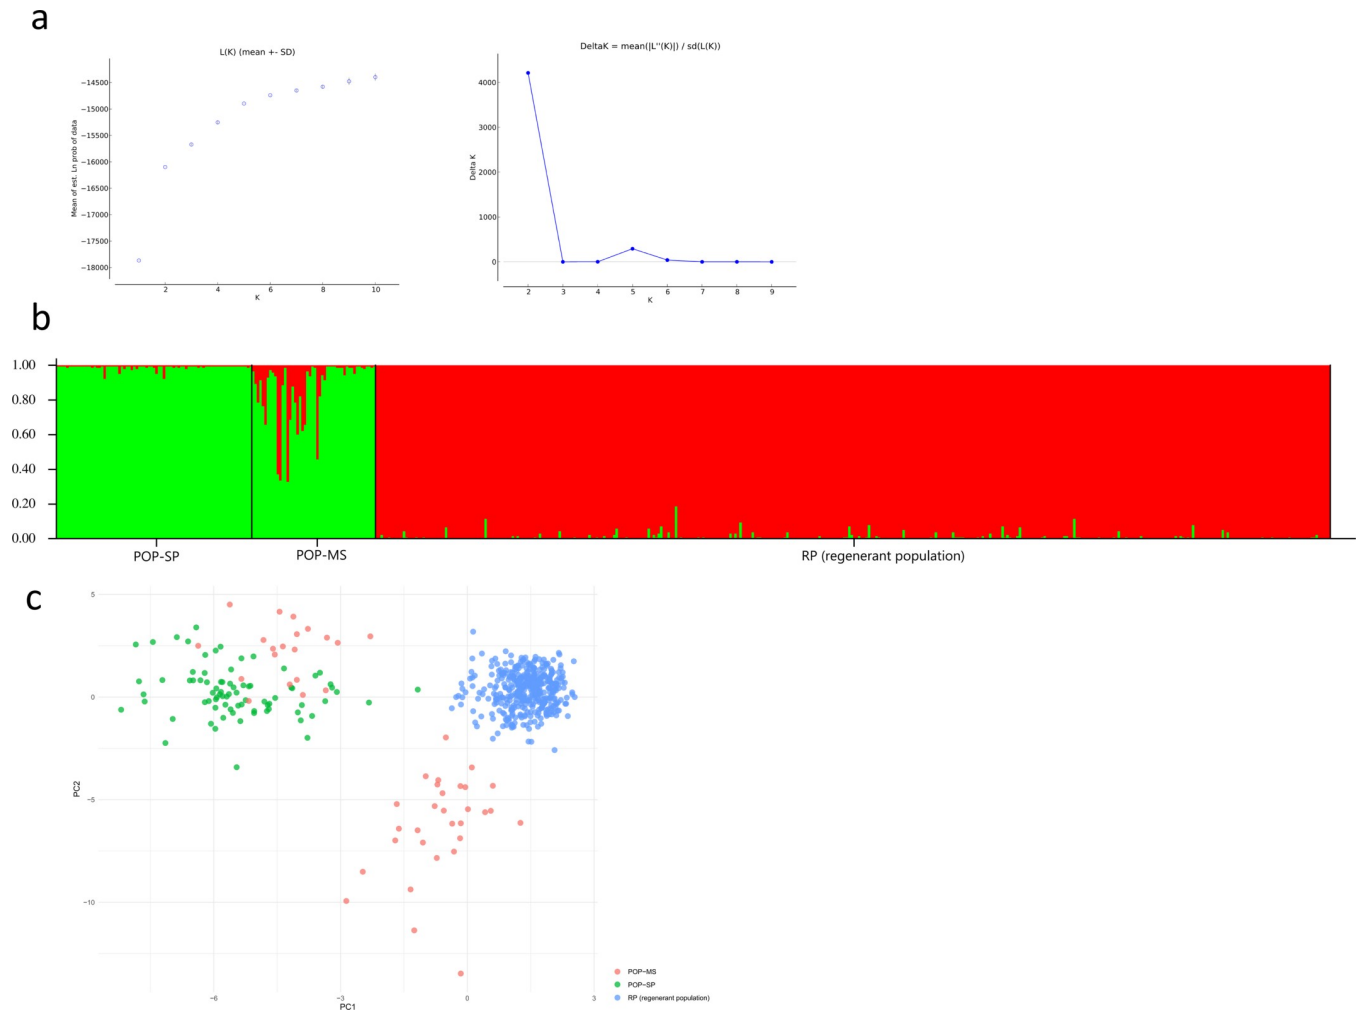 a
L(K) (mean +- SD)
Mean of est. Ln prob of data
−14500
−15000
−15500
−16000
−16500
−17000
−17500
−18000
2 4 6 8 10
K
DeltaK = mean(|L''(K)|) / sd(L(K))
Delta K
4000
3000
2000
1000
0
2 3 4 5 6 7 8 9
K
b
1.00
0.80
0.60
0.40
0.20
0.00
POP-SP POP-MS RP (regenerant population)
c
PC2
5
0
−5
−10
−6 −3 0 3
PC1
POP−MS
POP−SP
RP (regenerant population)